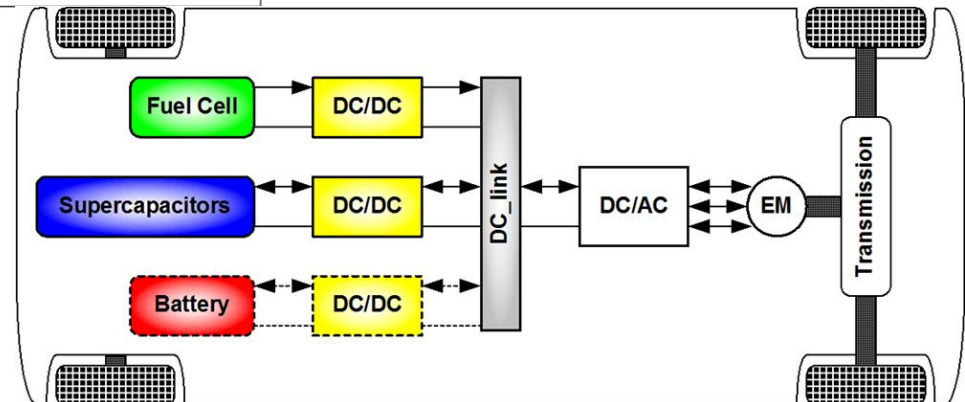 Fuel Cell
DC/DC
Supercapacitors
DC/DC
Battery
DC/DC
DC_link
DC/AC
EM
Transmission